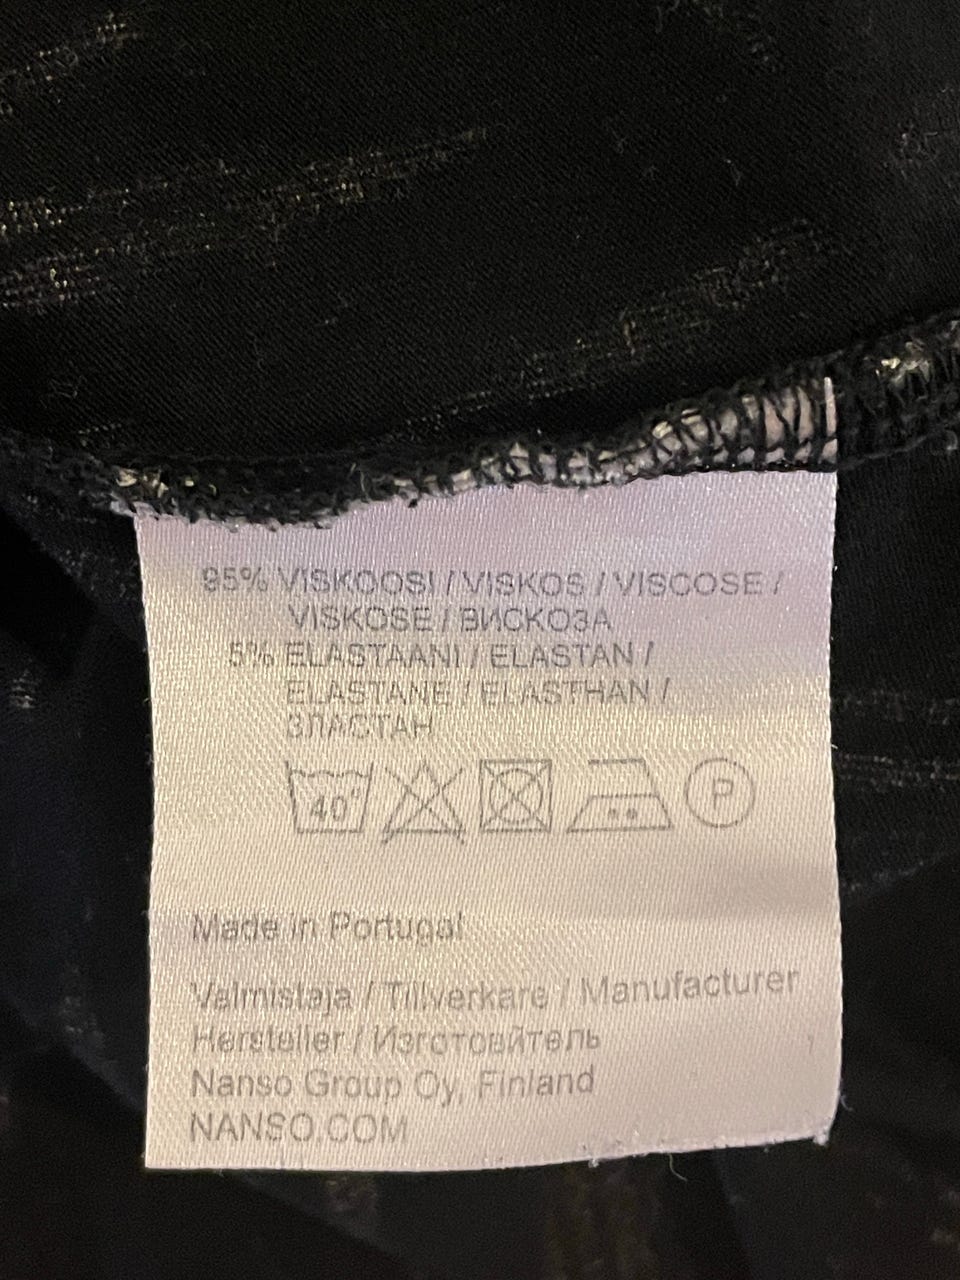 95% VISKOOSI / VISKOS / VISCOSE /
VISKOSE / ВИСКОЗА
5% ELASTAANI / ELASTAN /
ELASTANE / ELASTHAN /
ЭЛАСТАН
40° P
Made in Portugal
Valmistaja / Tillverkare / Manufacturer
Hersteller / Изготовйтель
Nanso Group Oy, Finland
NANSO.COM